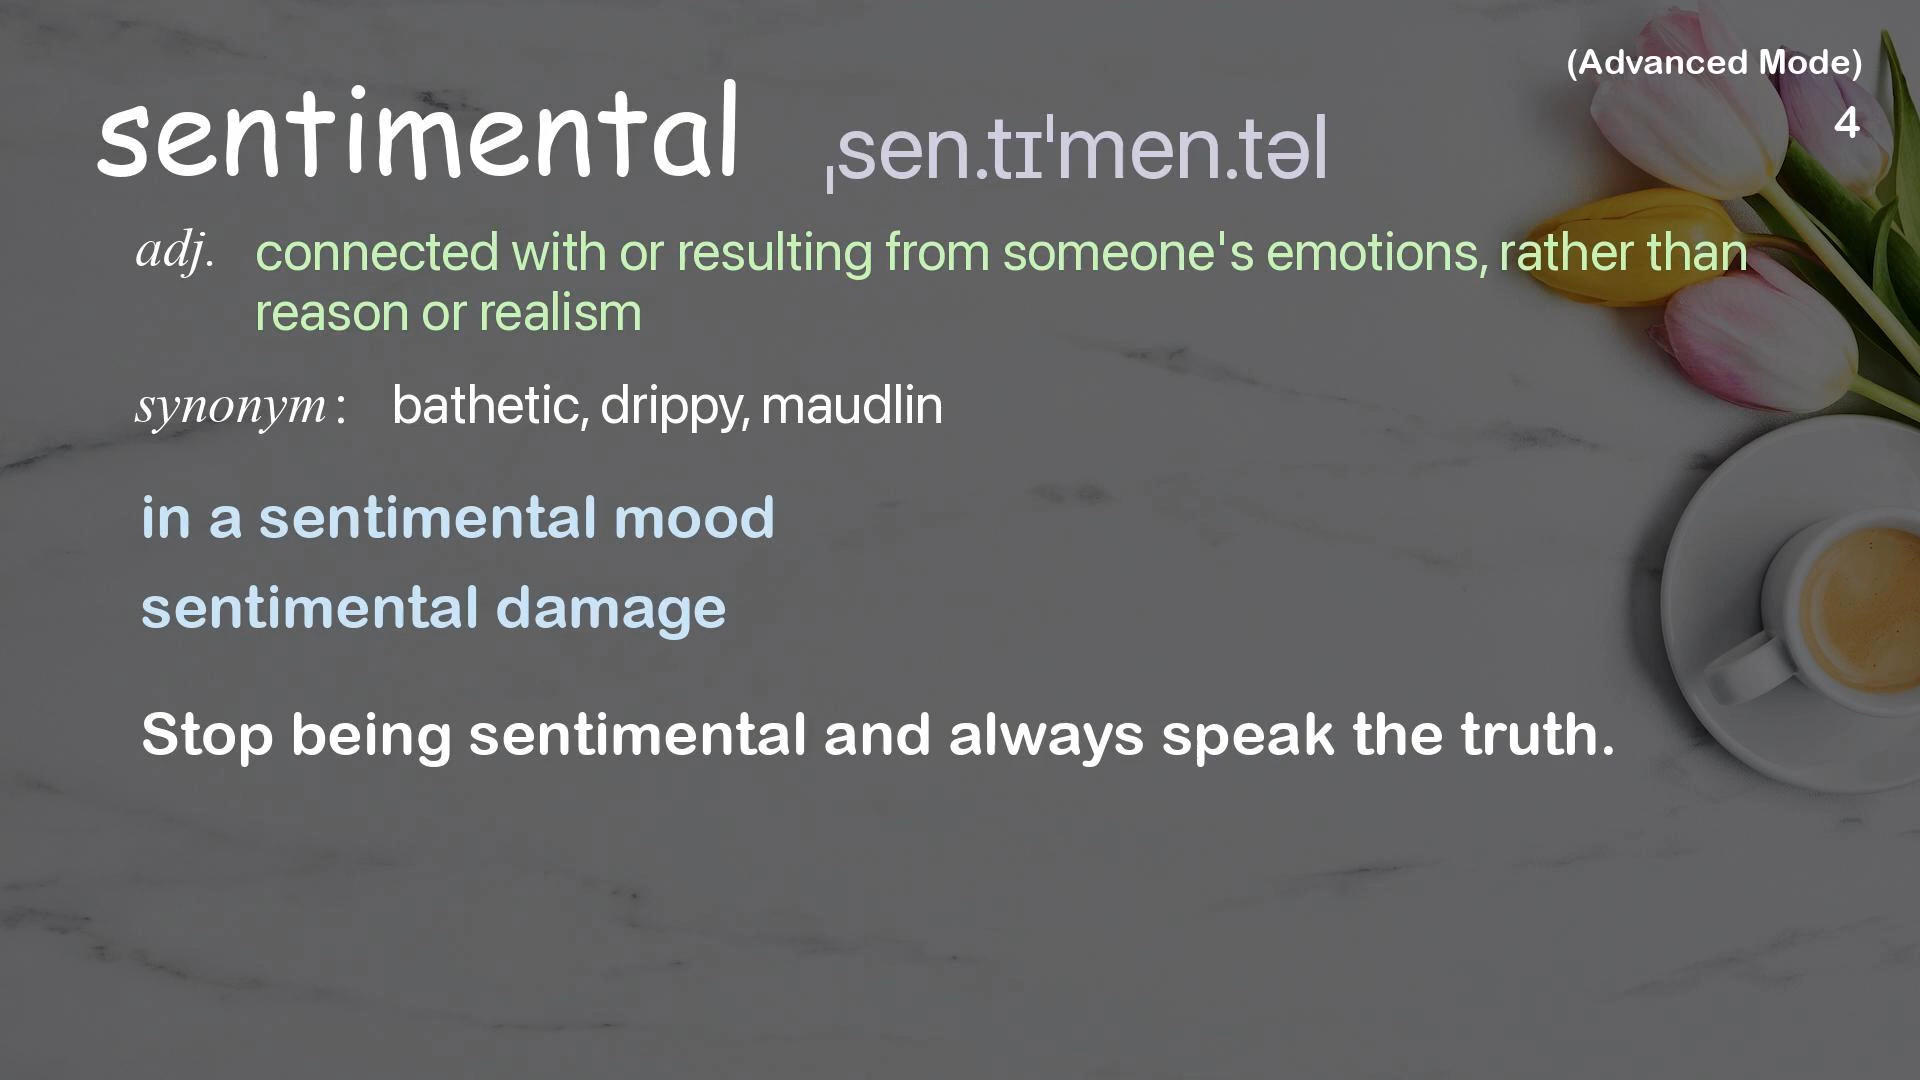 (Advanced Mode)
4
sentimental ˌsen.tɪˈmen.təl
adj. connected with or resulting from someone's emotions, rather than
reason or realism
synonym: bathetic, drippy, maudlin
in a sentimental mood
sentimental damage
Stop being sentimental and always speak the truth.